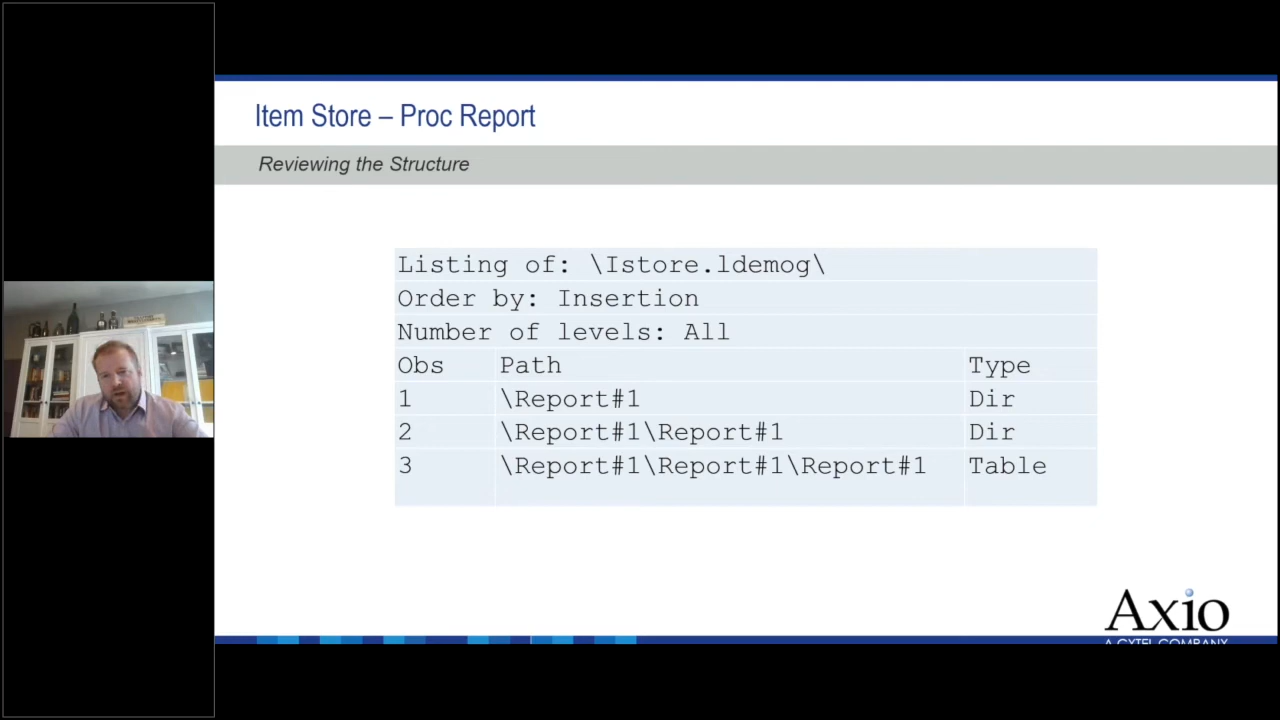 Item Store – Proc Report
Reviewing the Structure
Listing of: \Istore.ldemog\
Order by: Insertion
Number of levels: All
Obs Path Type
1 \Report#1 Dir
2 \Report#1\Report#1 Dir
3 \Report#1\Report#1\Report#1 Table
Axio
A CYTEL COMPANY